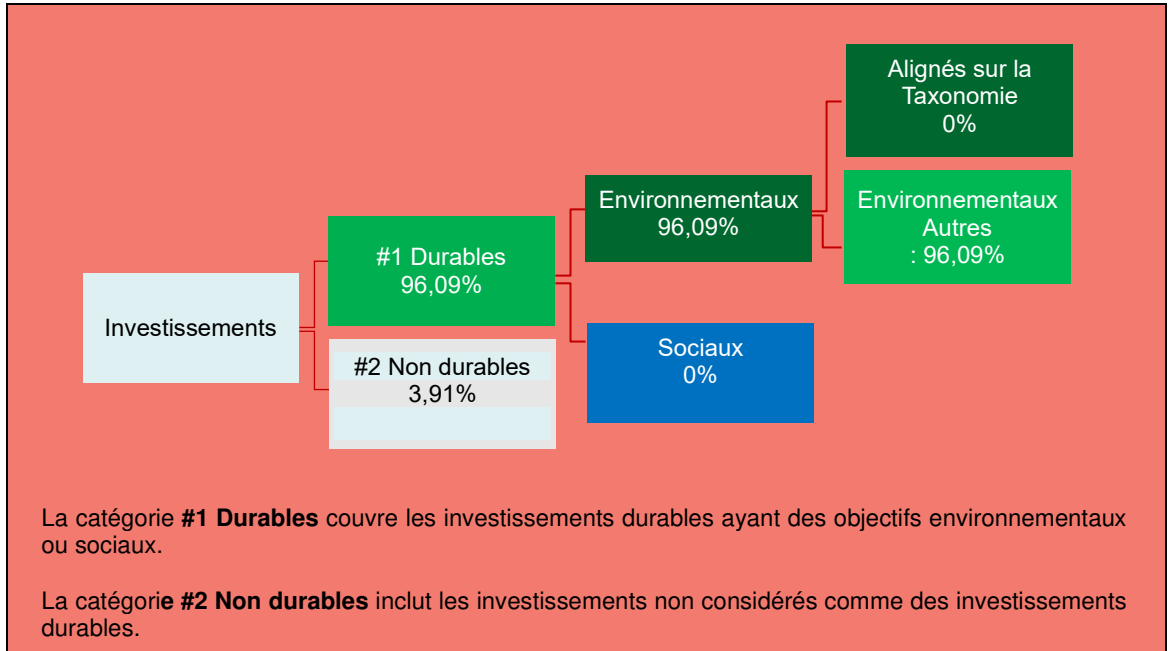 Alignés sur la
Taxonomie
0%
Environnementaux
96,09%
Environnementaux
Autres
: 96,09%
#1 Durables
96,09%
Investissements
Sociaux
0%
#2 Non durables
3,91%
La catégorie #1 Durables couvre les investissements durables ayant des objectifs environnementaux
ou sociaux.
La catégorie #2 Non durables inclut les investissements non considérés comme des investissements
durables.